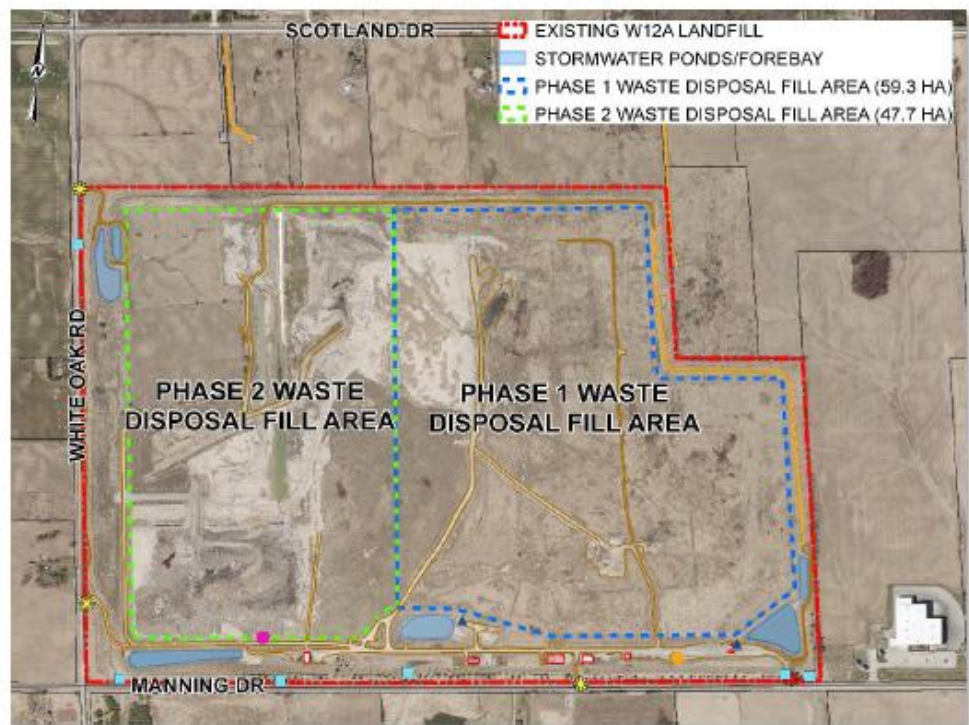 SCOTLAND DR
EXISTING W12A LANDFILL
STORMWATER PONDS/FOREBAY
PHASE 1 WASTE DISPOSAL FILL AREA (59.3 HA)
PHASE 2 WASTE DISPOSAL FILL AREA (47.7 HA)
WHITE OAK RD
PHASE 2 WASTE
DISPOSAL FILL AREA
PHASE 1 WASTE
DISPOSAL FILL AREA
MANNING DR